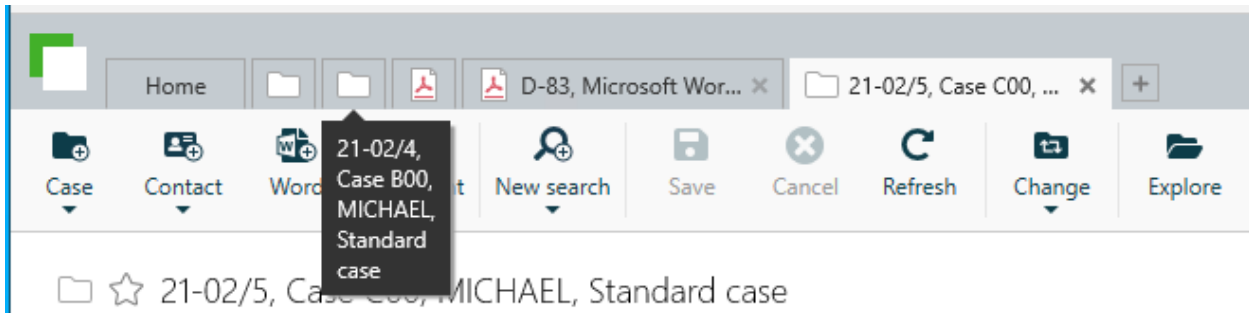 Home
D-83, Microsoft Wor...
21-02/5, Case C00, ...
Case
Contact
Word
t
New search
Save
Cancel
Refresh
Change
Explore
21-02/4,
Case B00,
MICHAEL,
Standard
case
21-02/5, Case C00, MICHAEL, Standard case